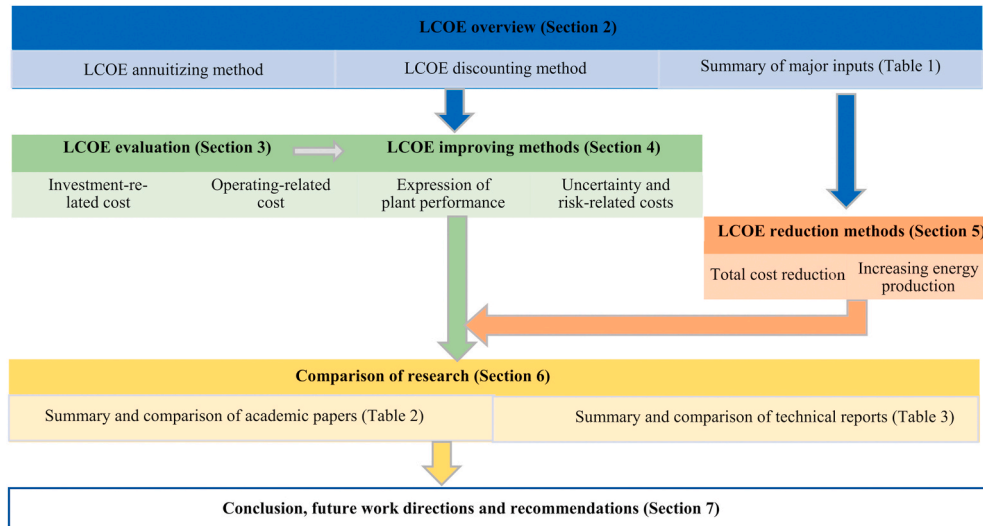 LCOE overview (Section 2)
LCOE annuitizing method
LCOE discounting method
Summary of major inputs (Table 1)
LCOE evaluation (Section 3)
LCOE improving methods (Section 4)
Investment-re-
lated cost
Operating-related
cost
Expression of
plant performance
Uncertainty and
risk-related costs
LCOE reduction methods (Section 5)
Total cost reduction
Increasing energy
production
Comparison of research (Section 6)
Summary and comparison of academic papers (Table 2)
Summary and comparison of technical reports (Table 3)
Conclusion, future work directions and recommendations (Section 7)